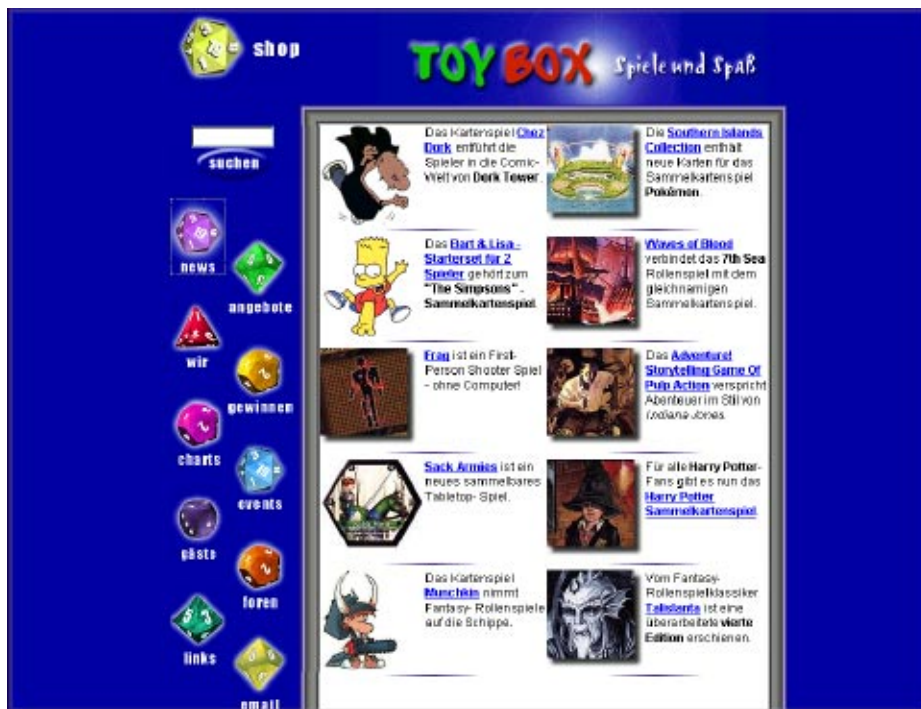 shop
TOY BOX Spiele und Spaß
suchen
news
angebote
wir
gewinnen
charts
events
gäste
foren
links
email
Das Kartenspiel Chez
Dork entführt die
Spieler in die Comic-
Welt von Dork Tower.
Die Southern Islands
Collection enthält
neue Karten für das
Sammelkartenspiel
Pokémon.
Das Bart & Lisa-
Starterset für 2
Spieler gehört zum
"The Simpsons" -
Sammelkartenspiel.
Waves of Blood
verbindet das 7th Sea
Rollenspiel mit dem
gleichnamigen
Sammelkartenspiel.
Frag ist ein First-
Person Shooter Spiel
- ohne Computer!
Das Adventure!
Storytelling Game Of
Pulp Action verspricht
Abenteuer im Stil von
Indiana Jones.
Sack Armies ist ein
neues sammelbares
Tabletop- Spiel.
Für alle Harry Potter-
Fans gibt es nun das
Harry Potter
Sammelkartenspiel.
Das Kartenspiel
Munchkin nimmt
Fantasy- Rollenspiele
auf die Schippe.
Vom Fantasy-
Rollenspielklassiker
Talislanta ist eine
überarbeitete vierte
Edition erschienen.